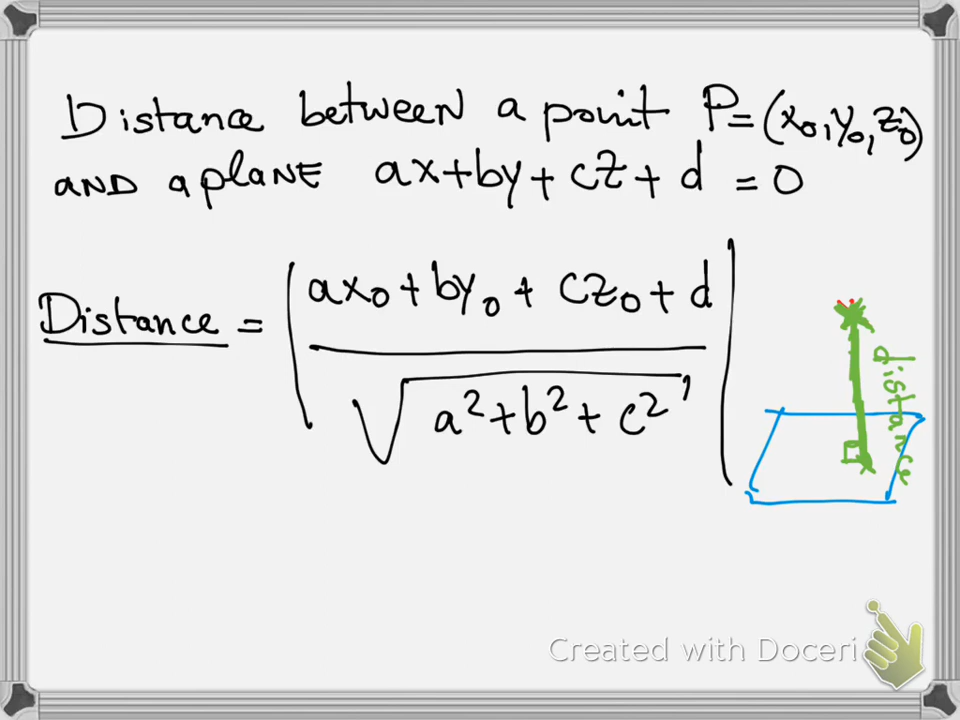 Distance between a point P=(x₀,y₀,z₀)
AND a plANE ax+by+cz+d=0
Distance = | ax₀+by₀+cz₀+d
√a²+b²+c² |
distance
Created with Doceri